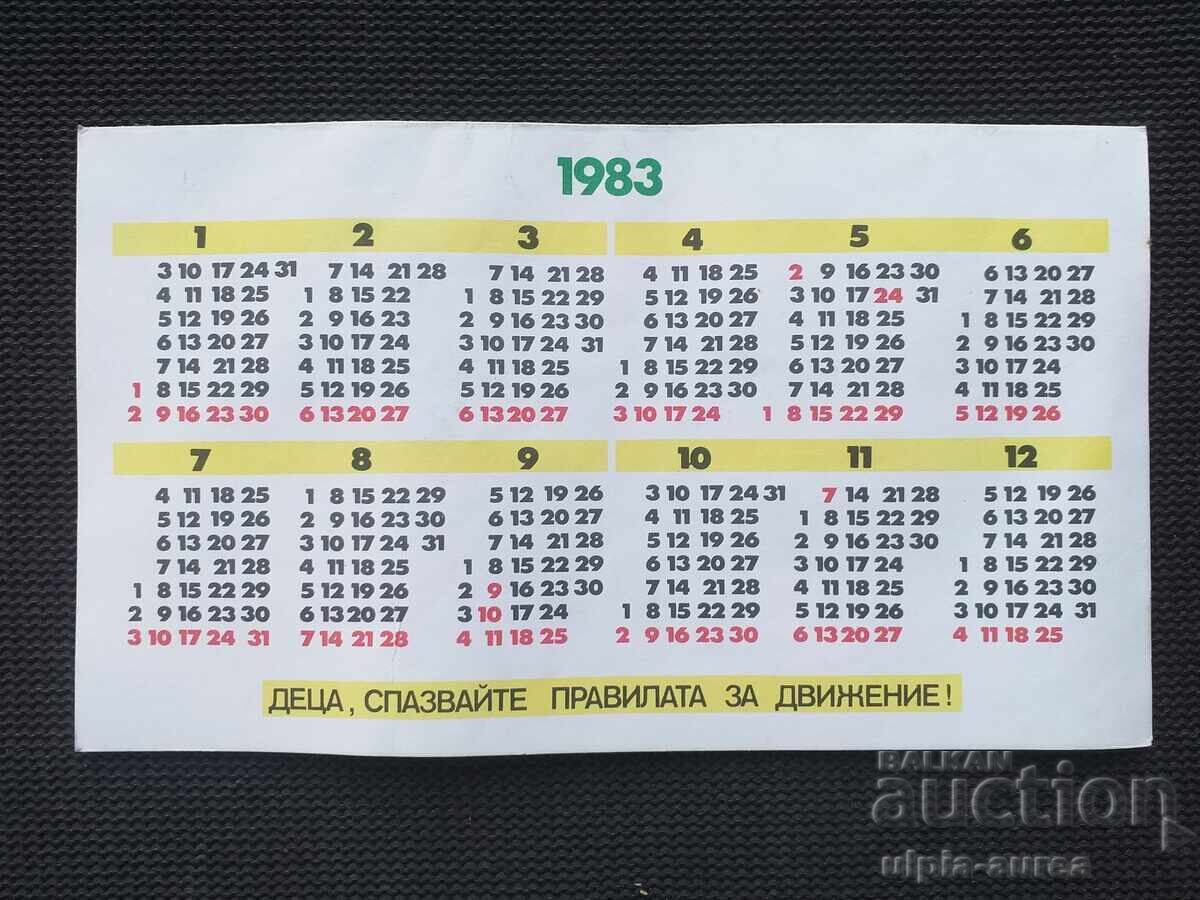 1983
1 2 3 4 5 6
3 10 17 24 31 7 14 21 28 7 14 21 28 4 11 18 25 2 9 16 23 30 6 13 20 27
4 11 18 25 1 8 15 22 1 8 15 22 29 5 12 19 26 3 10 17 24 31 7 14 21 28
5 12 19 26 2 9 16 23 2 9 16 23 30 6 13 20 27 4 11 18 25 1 8 15 22 29
6 13 20 27 3 10 17 24 3 10 17 24 31 7 14 21 28 5 12 19 26 2 9 16 23 30
7 14 21 28 4 11 18 25 4 11 18 25 1 8 15 22 29 6 13 20 27 3 10 17 24
1 8 15 22 29 5 12 19 26 5 12 19 26 2 9 16 23 30 7 14 21 28 4 11 18 25
2 9 16 23 30 6 13 20 27 6 13 20 27 3 10 17 24 1 8 15 22 29 5 12 19 26
7 8 9 10 11 12
4 11 18 25 1 8 15 22 29 5 12 19 26 3 10 17 24 31 7 14 21 28 5 12 19 26
5 12 19 26 2 9 16 23 30 6 13 20 27 4 11 18 25 1 8 15 22 29 6 13 20 27
6 13 20 27 3 10 17 24 31 7 14 21 28 5 12 19 26 2 9 16 23 30 7 14 21 28
7 14 21 28 4 11 18 25 1 8 15 22 29 6 13 20 27 3 10 17 24 1 8 15 22 29
1 8 15 22 29 5 12 19 26 2 9 16 23 30 7 14 21 28 4 11 18 25 2 9 16 23 30
2 9 16 23 30 6 13 20 27 3 10 17 24 1 8 15 22 29 5 12 19 26 3 10 17 24 31
3 10 17 24 31 7 14 21 28 4 11 18 25 2 9 16 23 30 6 13 20 27 4 11 18 25
ДЕЦА, СПАЗВАЙТЕ ПРАВИЛАТА ЗА ДВИЖЕНИЕ!
BALKAN
auction
ulpia-aurea